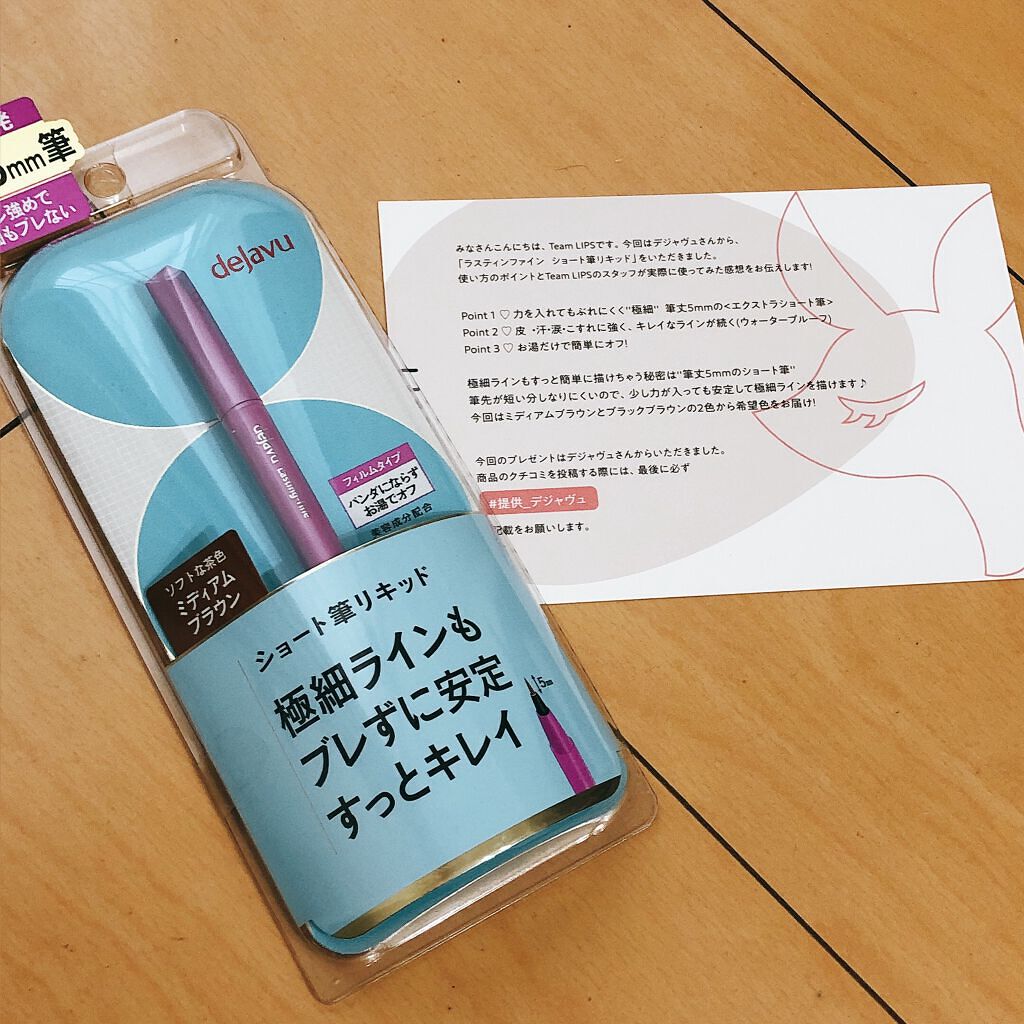 発
mm筆
強めで
もブレない
dejavu
dejavu lasting-fine
フィルムタイプ
パンダにならず
お湯でオフ
美容成分配合
ソフトな茶色
ミディアム
ブラウン
ショート筆リキッド
極細ラインも
ブレずに安定
すっとキレイ
5mm
みなさんこんにちは、Team LIPSです。今回はデジャヴュさんから、
「ラスティンファイン ショート筆リキッド」をいただきました。
使い方のポイントとTeam LIPSのスタッフが実際に使ってみた感想をお伝えします!
Point 1 ♡ 力を入れてもぶれにくく"極細" 筆丈5mmの<エクストラショート筆>
Point 2 ♡ 皮 ・汗・涙・こすれに強く、キレイなラインが続く(ウォータープルーフ)
Point 3 ♡ お湯だけで簡単にオフ!
極細ラインもすっと簡単に描けちゃう秘密は"筆丈5mmのショート筆"
筆先が短い分しなりにくいので、少し力が入っても安定して極細ラインを描けます♪
今回はミディアムブラウンとブラックブラウンの2色から希望色をお届け!
今回のプレゼントはデジャヴュさんからいただきました。
商品のクチコミを投稿する際には、最後に必ず
#提供_デジャヴュ
記載をお願いします。